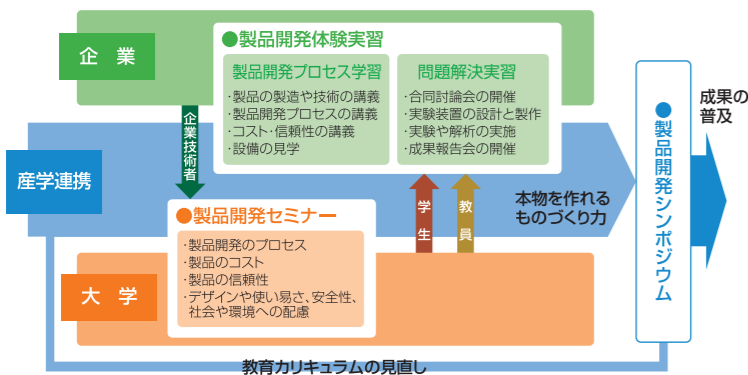 企 業
●製品開発体験実習
製品開発プロセス学習
・製品の製造や技術の講義
・製品開発プロセスの講義
・コスト・信頼性の講義
・設備の見学
問題解決実習
・合同討論会の開催
・実験装置の設計と製作
・実験や解析の実施
・成果報告会の開催
企業技術者
産学連携
●製品開発セミナー
・製品開発のプロセス
・製品のコスト
・製品の信頼性
・デザインや使い易さ、安全性、
社会や環境への配慮
学生
教員
本物を作れる
ものづくり力
大 学
●製品開発シンポジウム
成果の
普及
教育カリキュラムの見直し